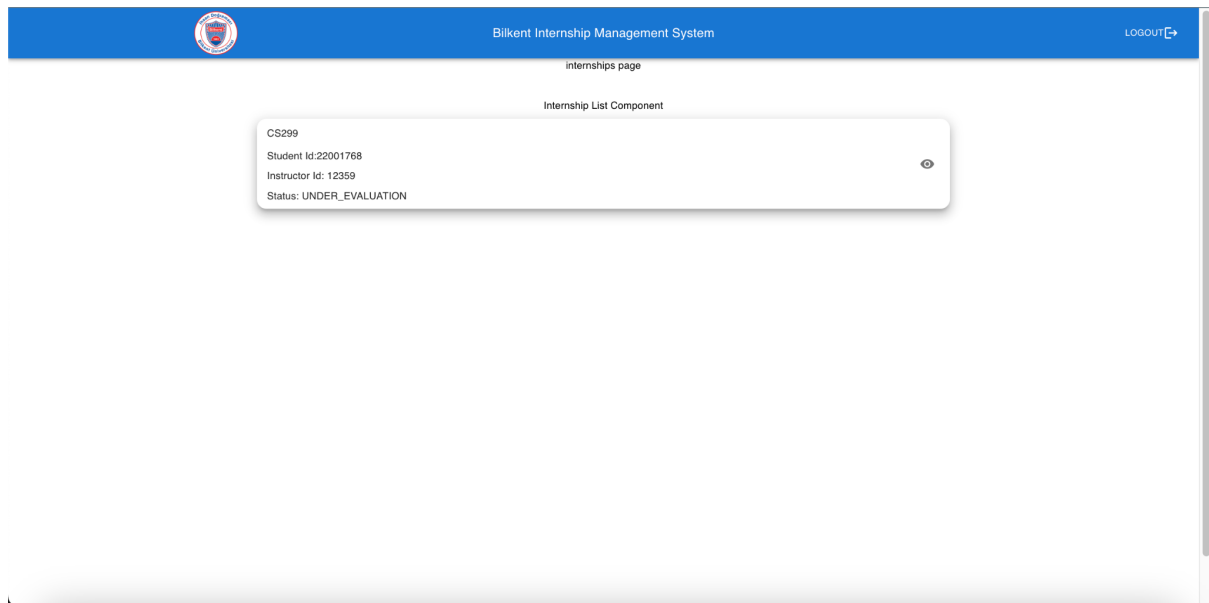 Bilkent Internship Management System
LOGOUT
internships page
Internship List Component
CS299
Student Id:22001768
Instructor Id: 12359
Status: UNDER_EVALUATION